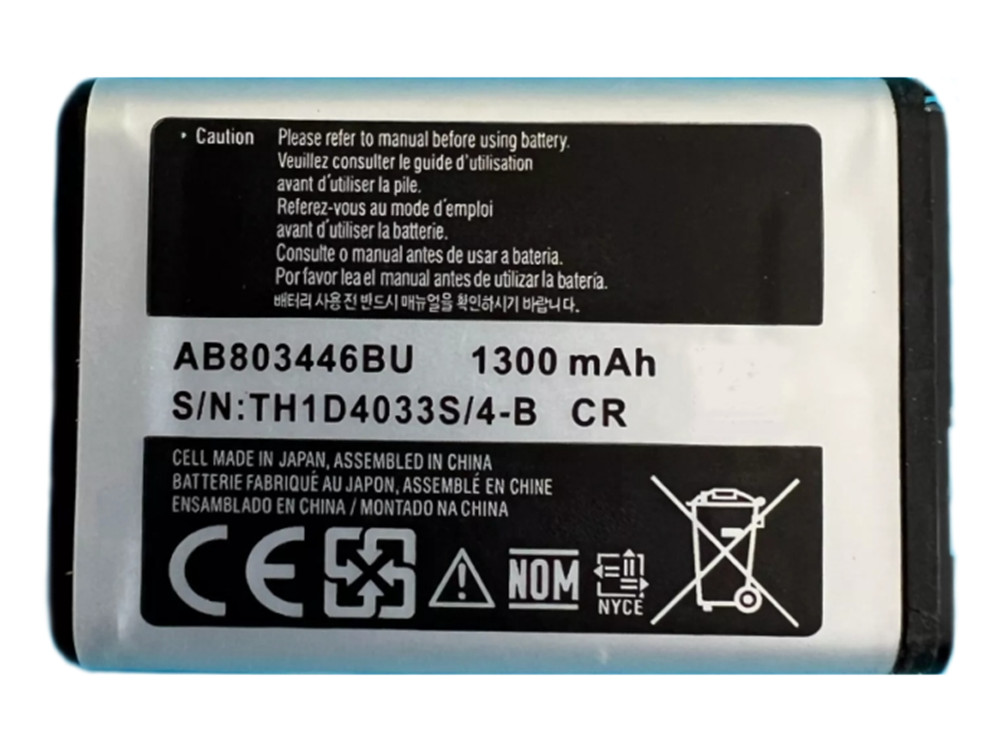 Caution Please refer to manual before using battery.
Veuillez consulter le guide d'utilisation
avant d'utiliser la pile.
Referez-vous au mode d'emploi
avant d'utiliser la batterie.
Consulte o manual antes de usar a bateria.
Por favor lea el manual antes de utilizar la batería.
배터리 사용 전 반드시 매뉴얼을 확인하시기 바랍니다.
AB803446BU 1300 mAh
S/N:TH1D4033S/4-B CR
CELL MADE IN JAPAN, ASSEMBLED IN CHINA
BATTERIE FABRIQUÉ AU JAPON, ASSEMBLÉ EN CHINE
ENSAMBLADO EN CHINA / MONTADO NA CHINA
CE NOM NYCE